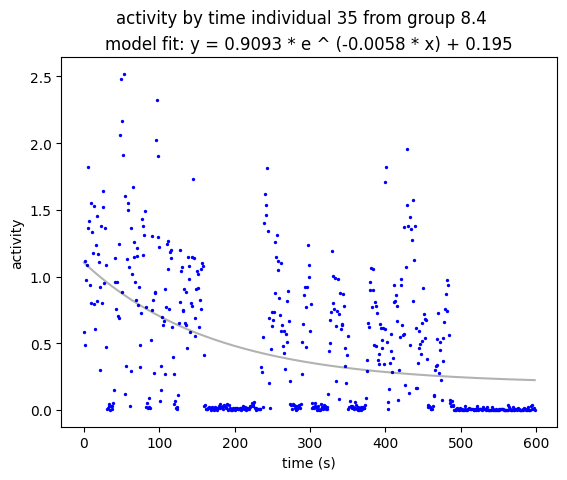 activity by time individual 35 from group 8.4
model fit: y = 0.9093 * e ^ (-0.0058 * x) + 0.195
2.5
2.0
1.5
1.0
0.5
0.0
activity
0 100 200 300 400 500 600
time (s)